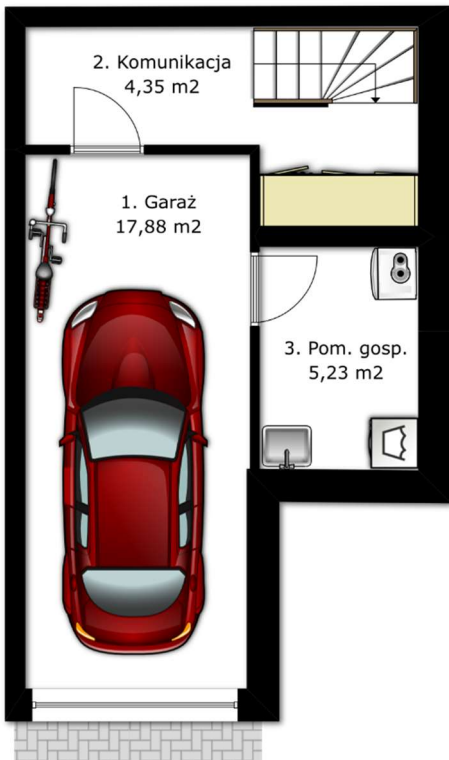 2. Komunikacja
4,35 m2
1. Garaż
17,88 m2
3. Pom. gosp.
5,23 m2